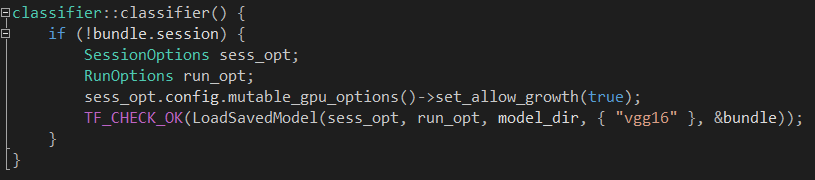 classifier::classifier() {
    if (!bundle.session) {
        SessionOptions sess_opt;
        RunOptions run_opt;
        sess_opt.config.mutable_gpu_options()->set_allow_growth(true);
        TF_CHECK_OK(LoadSavedModel(sess_opt, run_opt, model_dir, { "vgg16" }, &bundle));
    }
}